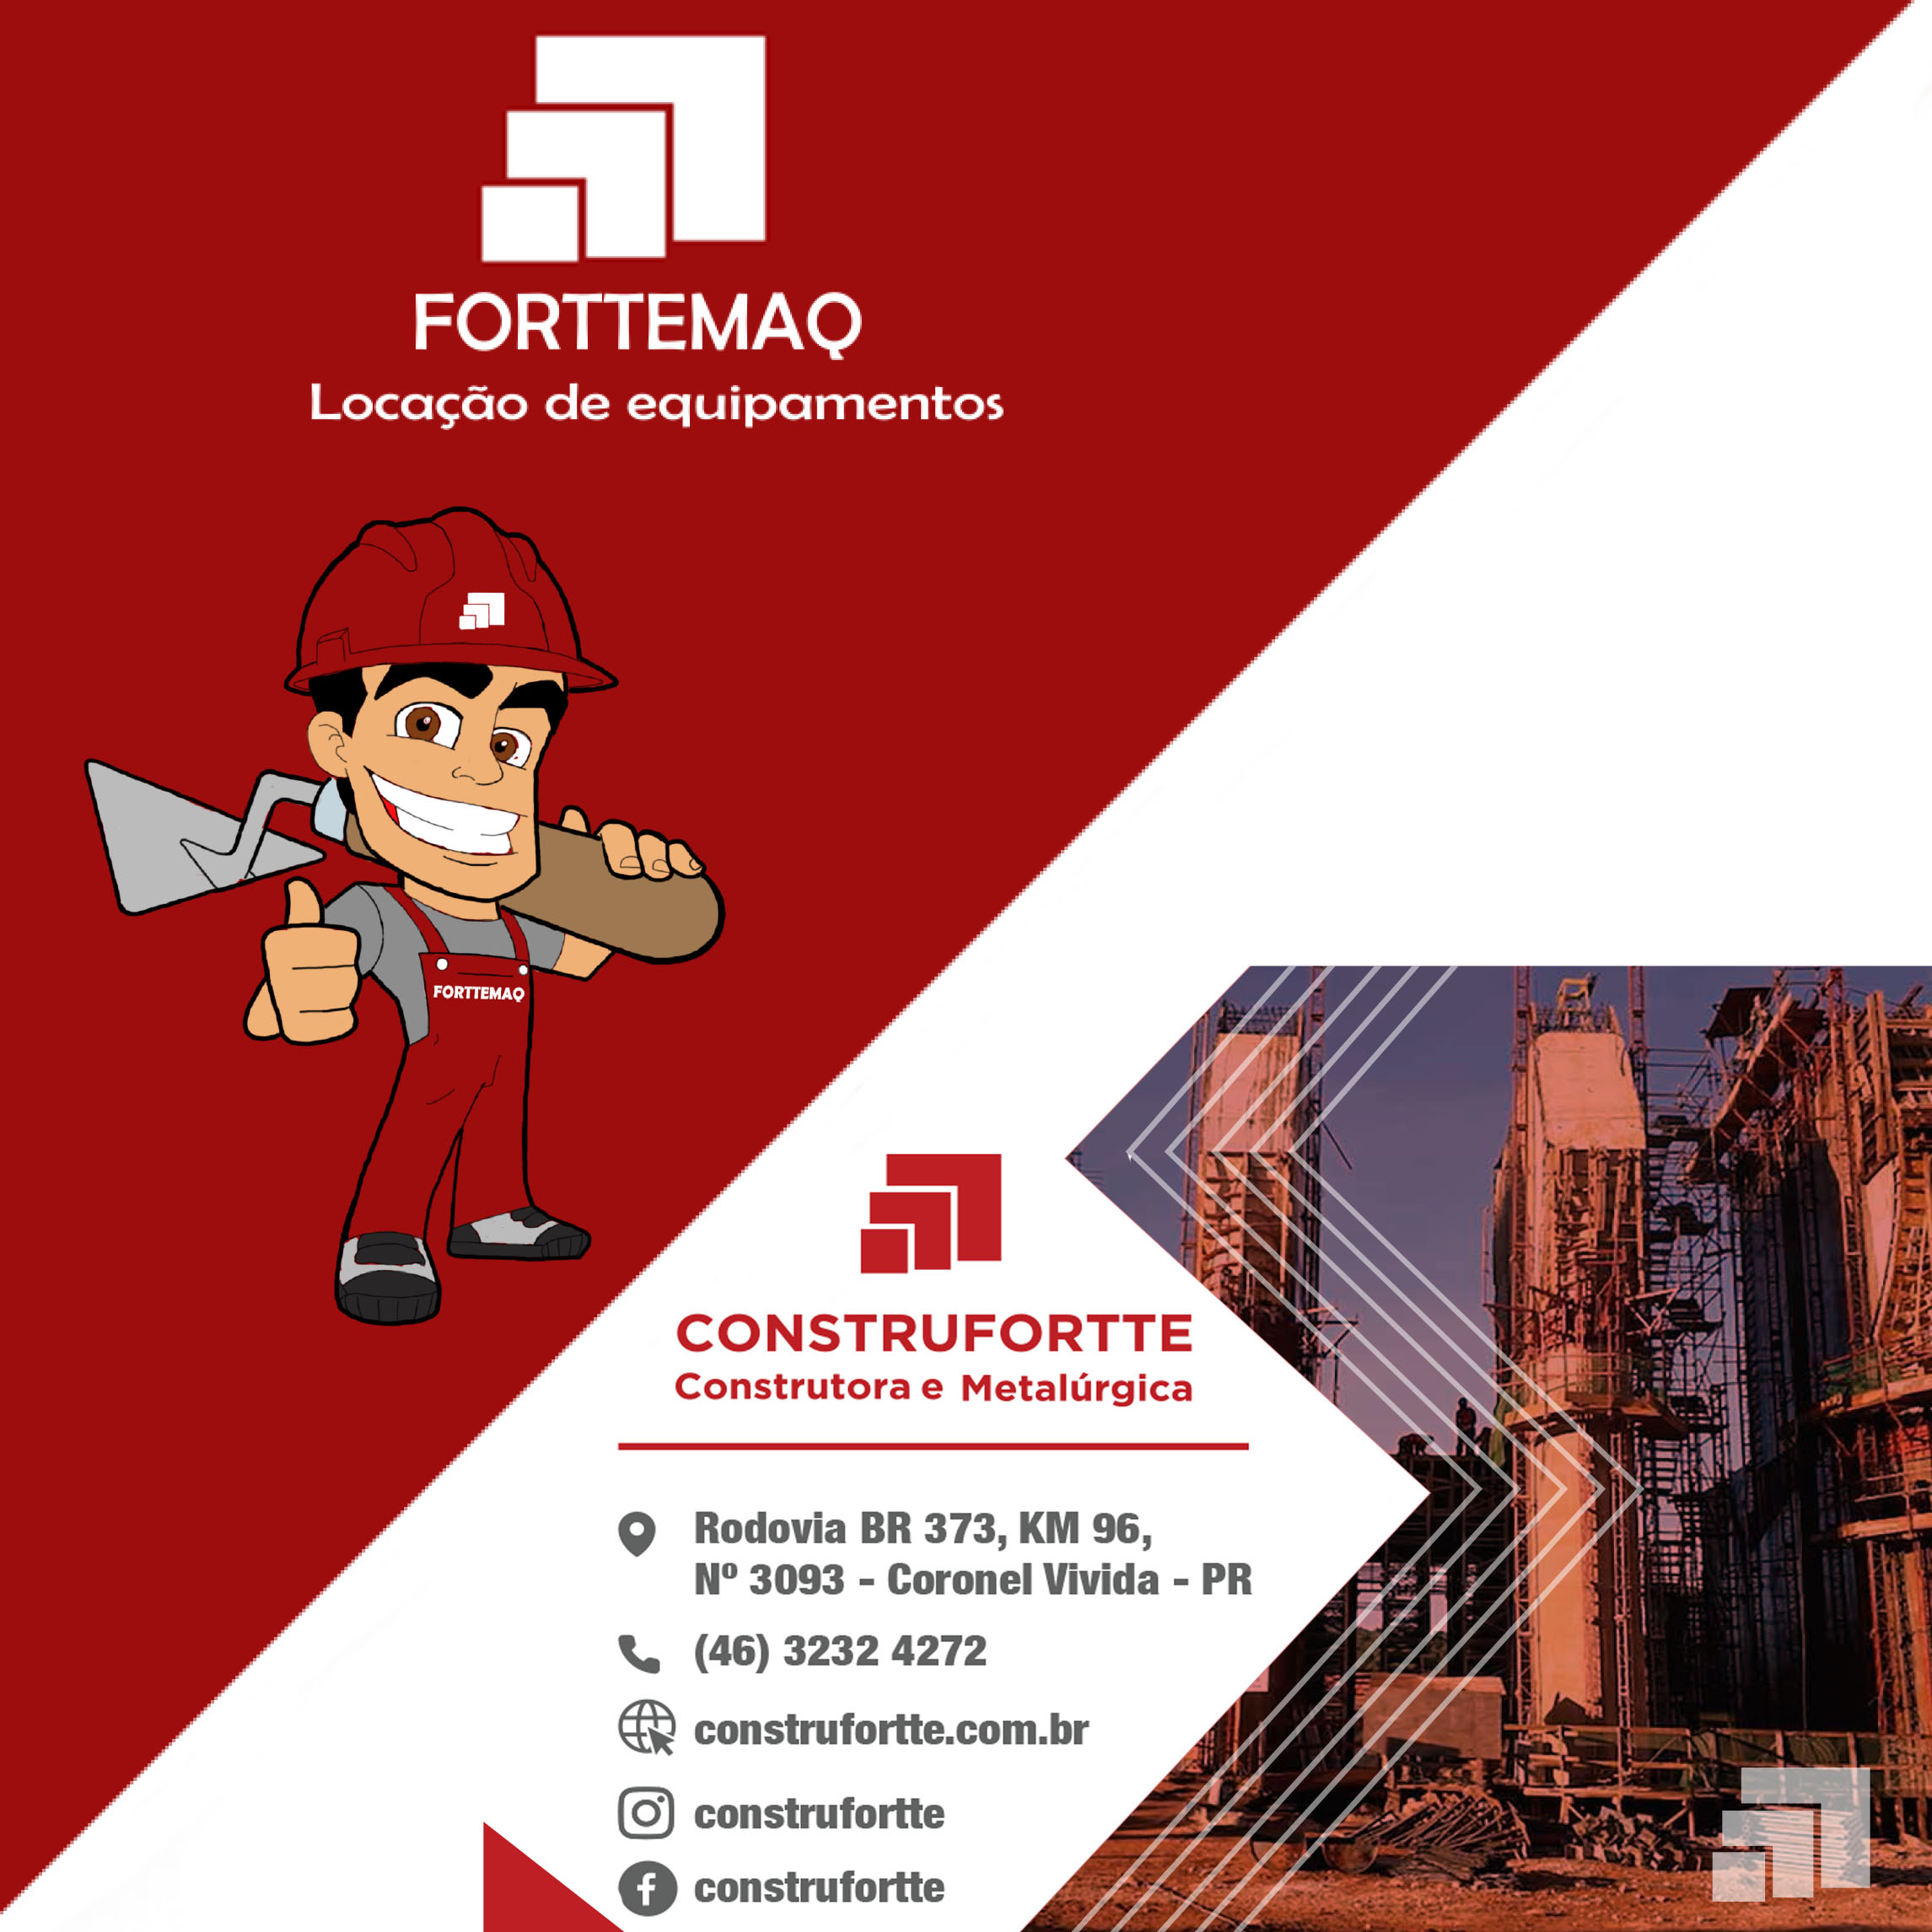 FORTTEMAQ
Locação de equipamentos
FORTTEMAQ
CONSTRUFORTTE
Construtora e Metalúrgica
Rodovia BR 373, KM 96,
Nº 3093 - Coronel Vivida - PR
(46) 3232 4272
construfortte.com.br
construfortte
construfortte